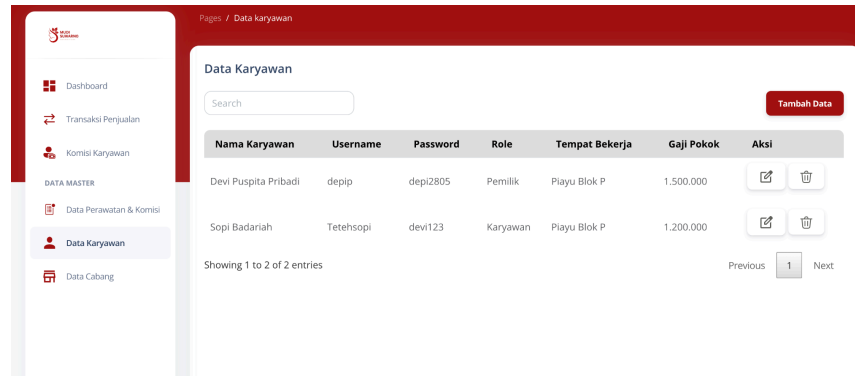 MUDI
SUWARNO
Pages / Data karyawan
Dashboard
Transaksi Penjualan
Komisi Karyawan
DATA MASTER
Data Perawatan & Komisi
Data Karyawan
Data Cabang
Data Karyawan
Search
Tambah Data
Nama Karyawan Username Password Role Tempat Bekerja Gaji Pokok Aksi
Devi Puspita Pribadi depip depi2805 Pemilik Piayu Blok P 1.500.000
Sopi Badariah Tetehsopi devi123 Karyawan Piayu Blok P 1.200.000
Showing 1 to 2 of 2 entries
Previous 1 Next